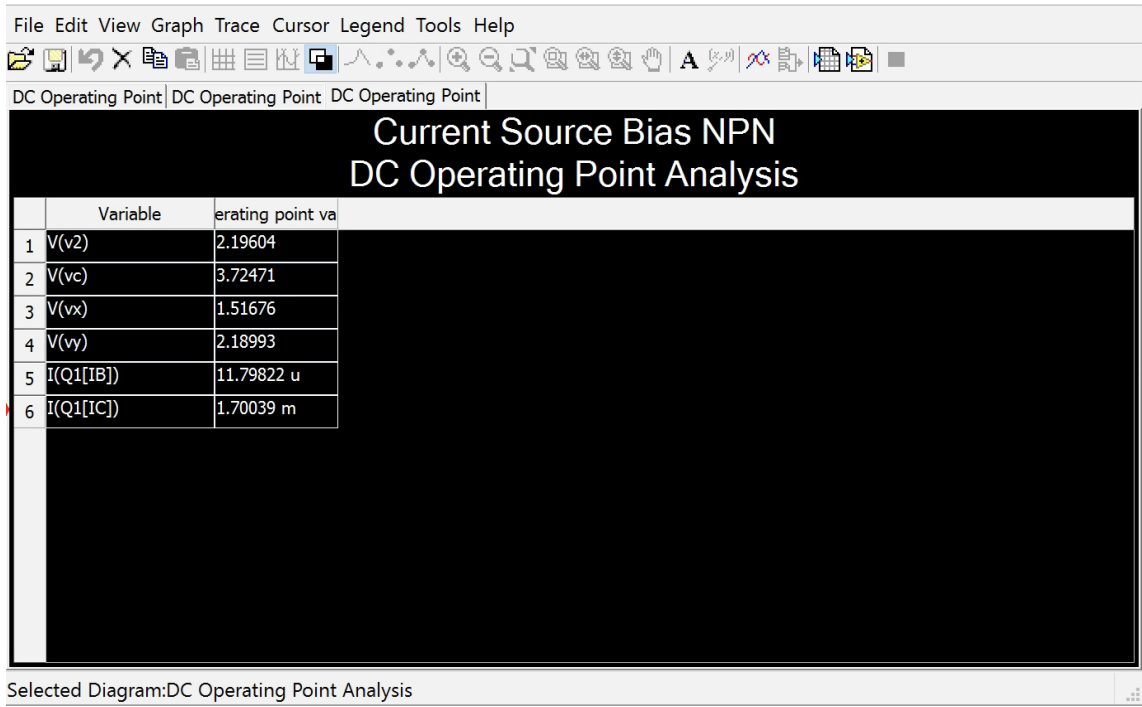 File Edit View Graph Trace Cursor Legend Tools Help
A (x,y)
DC Operating Point DC Operating Point DC Operating Point
Current Source Bias NPN
DC Operating Point Analysis
Variable erating point va
1 V(v2) 2.19604
2 V(vc) 3.72471
3 V(vx) 1.51676
4 V(vy) 2.18993
5 I(Q1[IB]) 11.79822 u
6 I(Q1[IC]) 1.70039 m
Selected Diagram:DC Operating Point Analysis